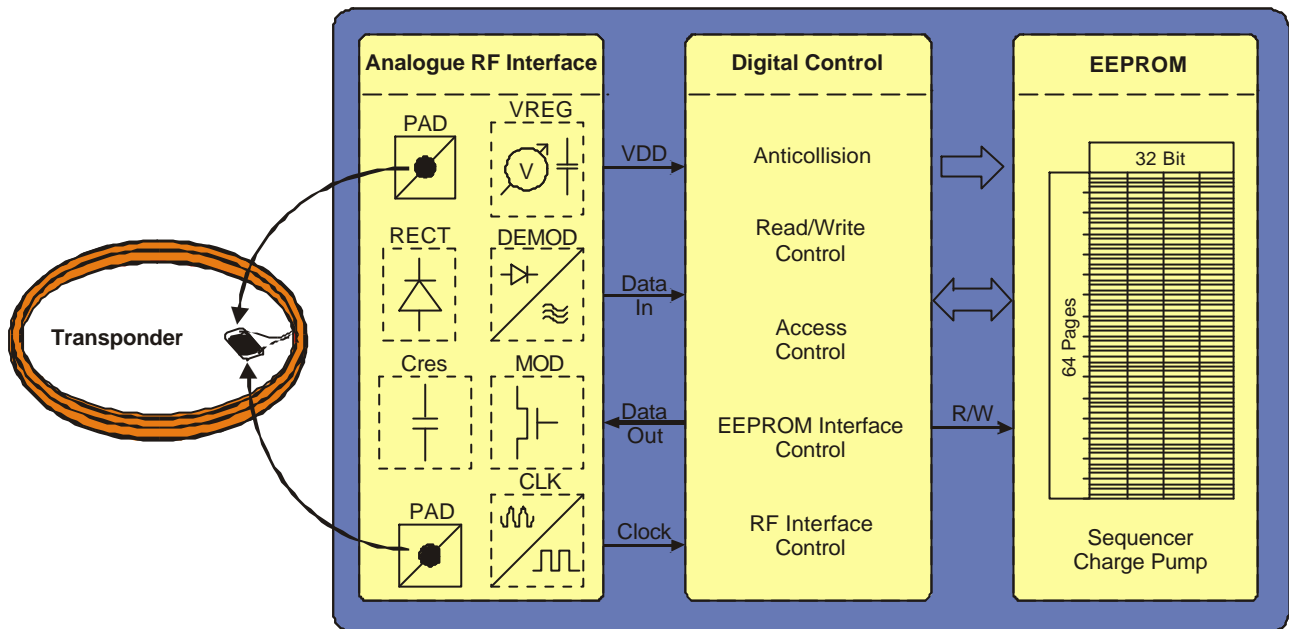 Analogue RF Interface
PAD
VREG
V
RECT
DEMOD
Cres
MOD
PAD
CLK
VDD
Data
In
Data
Out
Clock
Digital Control
Anticollision
Read/Write
Control
Access
Control
EEPROM Interface
Control
RF Interface
Control
R/W
EEPROM
32 Bit
64 Pages
Sequencer
Charge Pump
Transponder